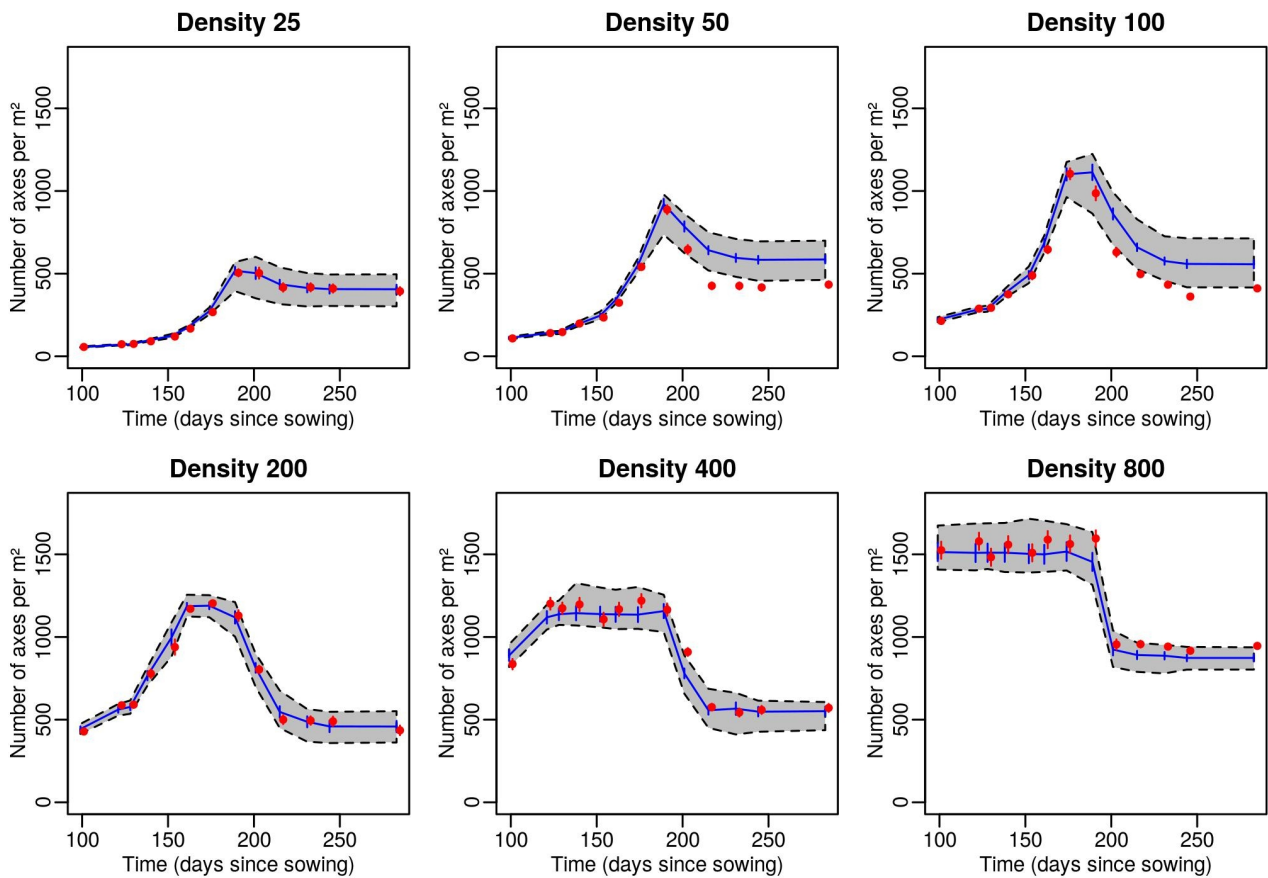 Density 25
Number of axes per m²
0
500
1000
1500
100
150
200
250
Time (days since sowing)
Density 50
Number of axes per m²
0
500
1000
1500
100
150
200
250
Time (days since sowing)
Density 100
Number of axes per m²
0
500
1000
1500
100
150
200
250
Time (days since sowing)
Density 200
Number of axes per m²
0
500
1000
1500
100
150
200
250
Time (days since sowing)
Density 400
Number of axes per m²
0
500
1000
1500
100
150
200
250
Time (days since sowing)
Density 800
Number of axes per m²
0
500
1000
1500
100
150
200
250
Time (days since sowing)